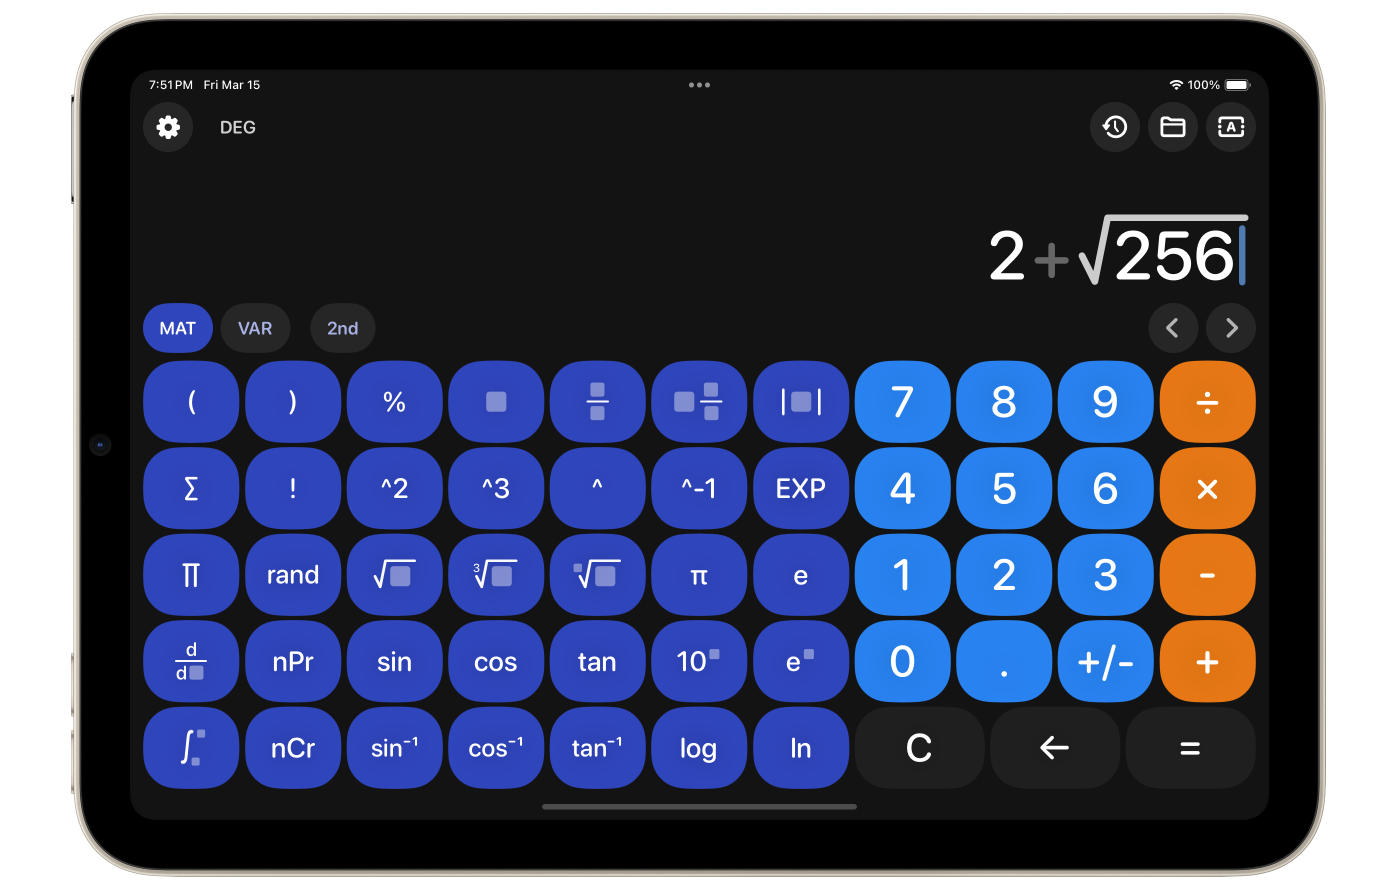 7:51 PM Fri Mar 15 100%
DEG A
2+√256
MAT VAR 2nd < >
( ) % | | 7 8 9 ÷
Σ ! ^2 ^3 ^ ^-1 EXP 4 5 6 ×
∏ rand √ ³√ √ π e 1 2 3 -
d/d nPr sin cos tan 10 e 0 . +/- +
∫ nCr sin⁻¹ cos⁻¹ tan⁻¹ log ln C ← =